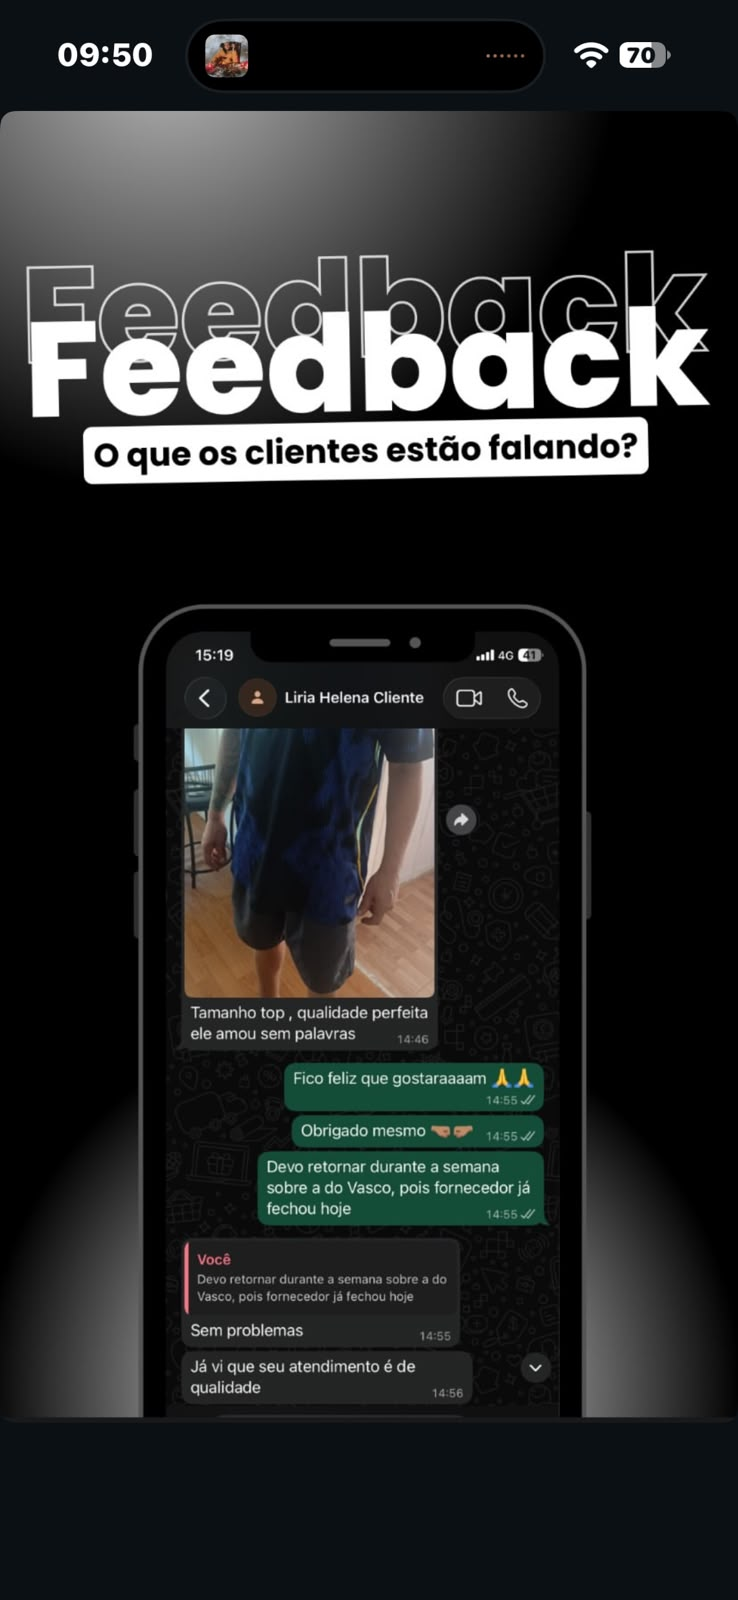 09:50
70
Feedback
Feedback
O que os clientes estão falando?
15:19
4G 41
Liria Helena Cliente
Tamanho top , qualidade perfeita
ele amou sem palavras
14:46
Fico feliz que gostaraaaam 🙏🙏
14:55
Obrigado mesmo 🤜🤛
14:55
Devo retornar durante a semana
sobre a do Vasco, pois fornecedor já
fechou hoje
14:55
Você
Devo retornar durante a semana sobre a do
Vasco, pois fornecedor já fechou hoje
Sem problemas
14:55
Já vi que seu atendimento é de
qualidade
14:56